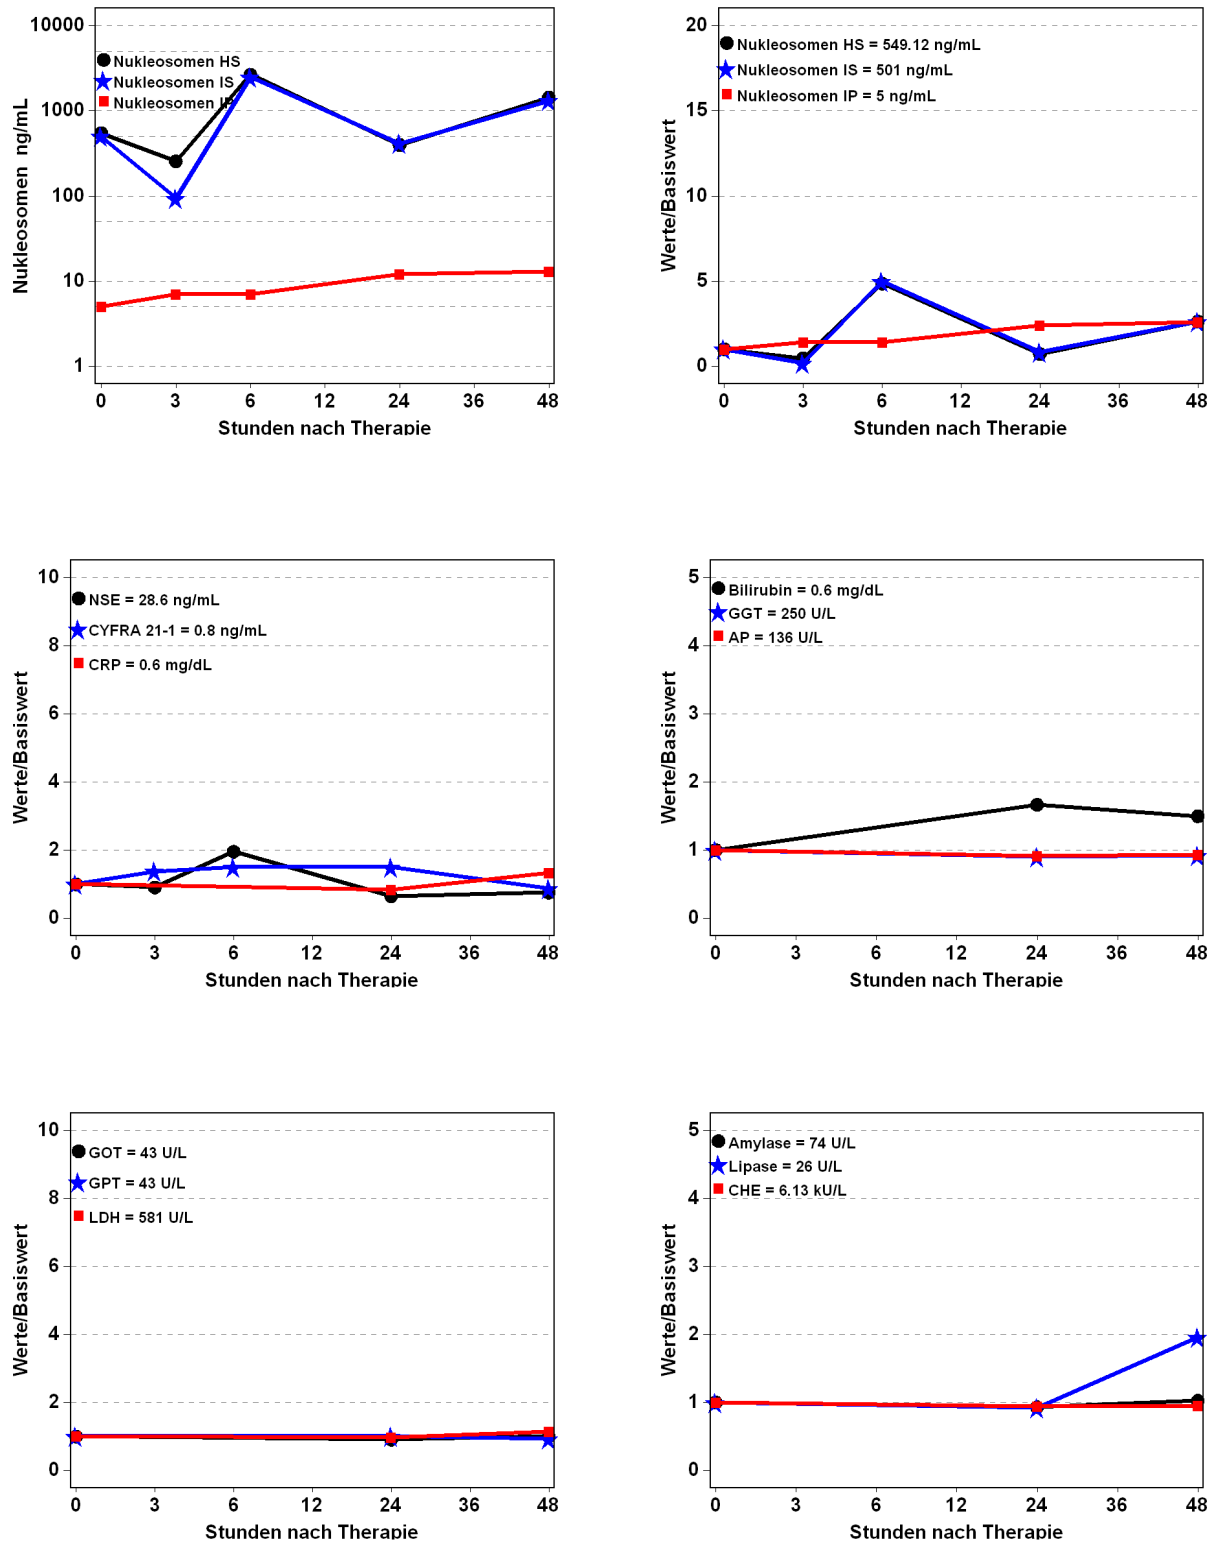 10000
1000
100
10
1
Nukleosomen ng/mL
Nukleosomen HS
Nukleosomen IS
Nukleosomen IP
0 3 6 12 24 36 48
Stunden nach Therapie
20
15
10
5
0
Werte/Basiswert
Nukleosomen HS = 549.12 ng/mL
Nukleosomen IS = 501 ng/mL
Nukleosomen IP = 5 ng/mL
0 3 6 12 24 36 48
Stunden nach Therapie
10
8
6
4
2
0
Werte/Basiswert
NSE = 28.6 ng/mL
CYFRA 21-1 = 0.8 ng/mL
CRP = 0.6 mg/dL
0 3 6 12 24 36 48
Stunden nach Therapie
5
4
3
2
1
0
Werte/Basiswert
Bilirubin = 0.6 mg/dL
GGT = 250 U/L
AP = 136 U/L
0 3 6 12 24 36 48
Stunden nach Therapie
10
8
6
4
2
0
Werte/Basiswert
GOT = 43 U/L
GPT = 43 U/L
LDH = 581 U/L
0 3 6 12 24 36 48
Stunden nach Therapie
5
4
3
2
1
0
Werte/Basiswert
Amylase = 74 U/L
Lipase = 26 U/L
CHE = 6.13 kU/L
0 3 6 12 24 36 48
Stunden nach Therapie